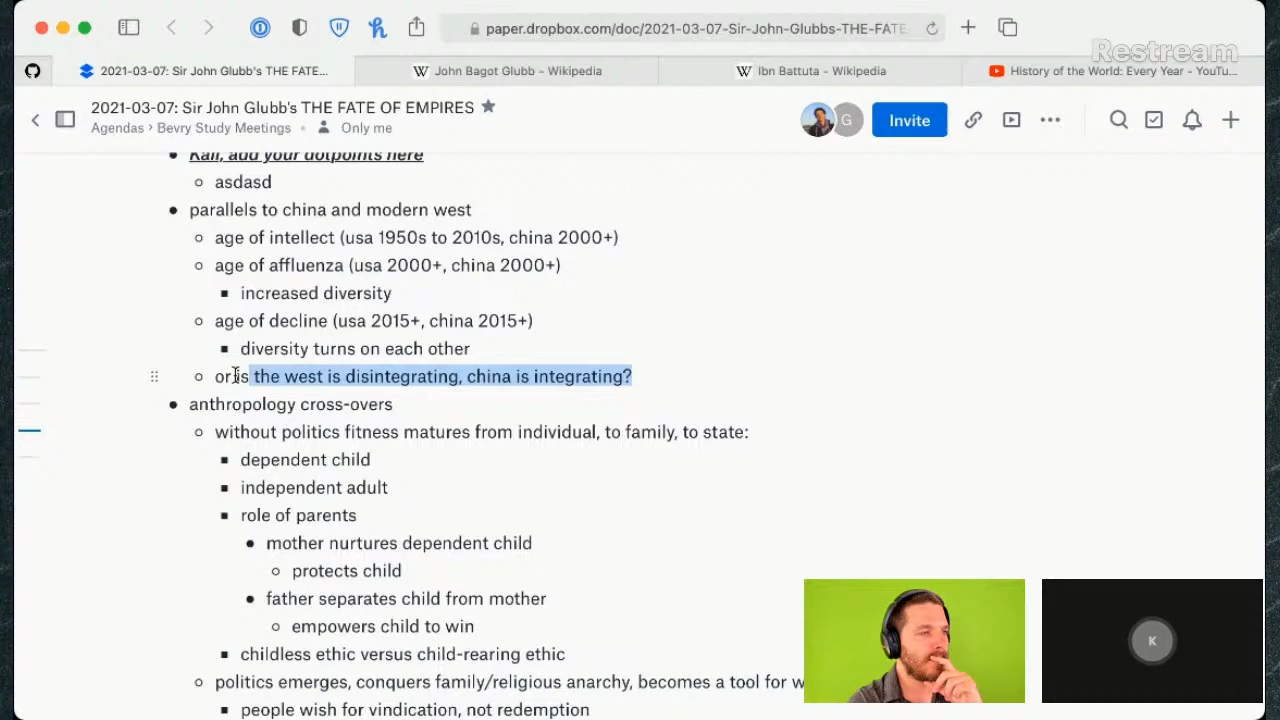 paper.dropbox.com/doc/2021-03-07-Sir-John-Glubbs-THE-FATE-
Restream
2021-03-07: Sir John Glubb's THE FATE...
John Bagot Glubb – Wikipedia
Ibn Battuta – Wikipedia
History of the World: Every Year - YouTu...
2021-03-07: Sir John Glubb's THE FATE OF EMPIRES
Agendas › Bevry Study Meetings • Only me
G
Invite
Kali, add your dotpoints here
asdasd
parallels to china and modern west
age of intellect (usa 1950s to 2010s, china 2000+)
age of affluenza (usa 2000+, china 2000+)
increased diversity
age of decline (usa 2015+, china 2015+)
diversity turns on each other
or is the west is disintegrating, china is integrating?
anthropology cross-overs
without politics fitness matures from individual, to family, to state:
dependent child
independent adult
role of parents
mother nurtures dependent child
protects child
father separates child from mother
empowers child to win
childless ethic versus child-rearing ethic
politics emerges, conquers family/religious anarchy, becomes a tool for
people wish for vindication, not redemption
K